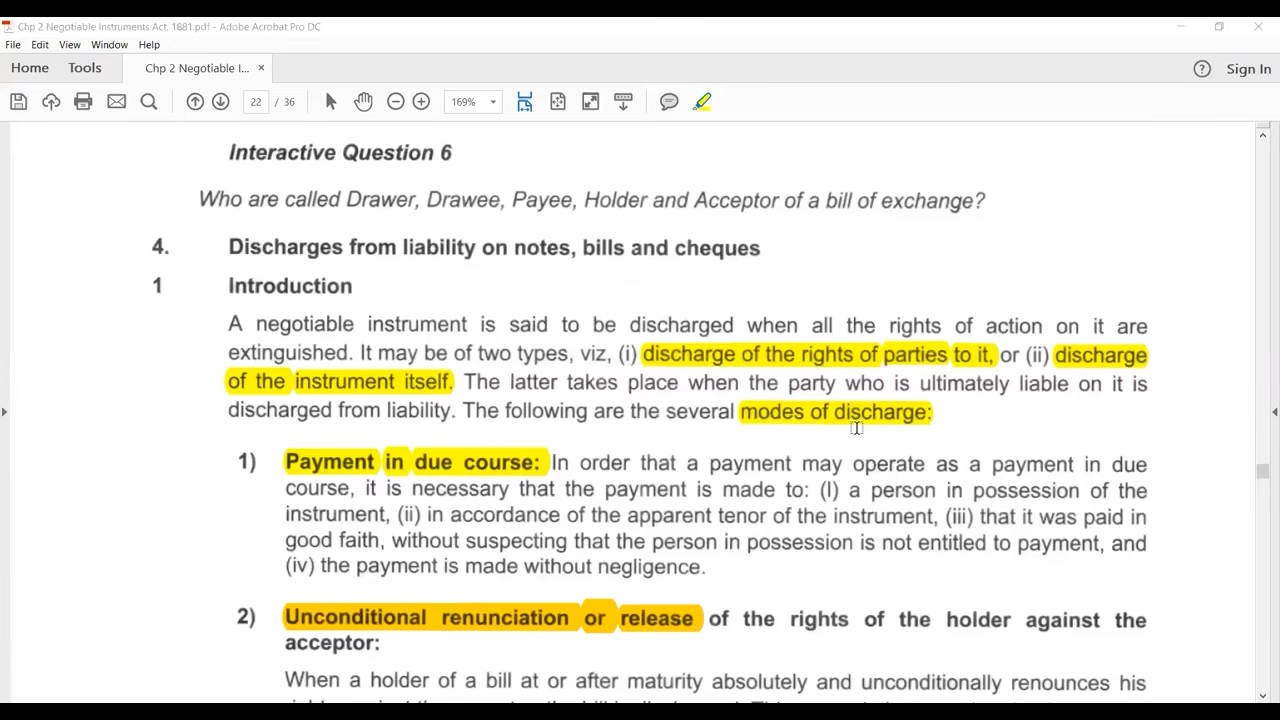 Chp 2 Negotiable Instruments Act. 1881.pdf - Adobe Acrobat Pro DC
File Edit View Window Help
Home Tools Chp 2 Negotiable I... × Sign In
22 / 36 169%
Interactive Question 6
Who are called Drawer, Drawee, Payee, Holder and Acceptor of a bill of exchange?
4. Discharges from liability on notes, bills and cheques
1 Introduction
A negotiable instrument is said to be discharged when all the rights of action on it are
extinguished. It may be of two types, viz, (i) discharge of the rights of parties to it, or (ii) discharge
of the instrument itself. The latter takes place when the party who is ultimately liable on it is
discharged from liability. The following are the several modes of discharge:
1) Payment in due course: In order that a payment may operate as a payment in due
course, it is necessary that the payment is made to: (I) a person in possession of the
instrument, (ii) in accordance of the apparent tenor of the instrument, (iii) that it was paid in
good faith, without suspecting that the person in possession is not entitled to payment, and
(iv) the payment is made without negligence.
2) Unconditional renunciation or release of the rights of the holder against the
acceptor:
When a holder of a bill at or after maturity absolutely and unconditionally renounces his